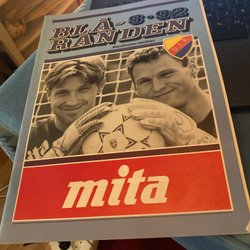 BLÅ- 3·92
RANDEN
D.I.F.
mita